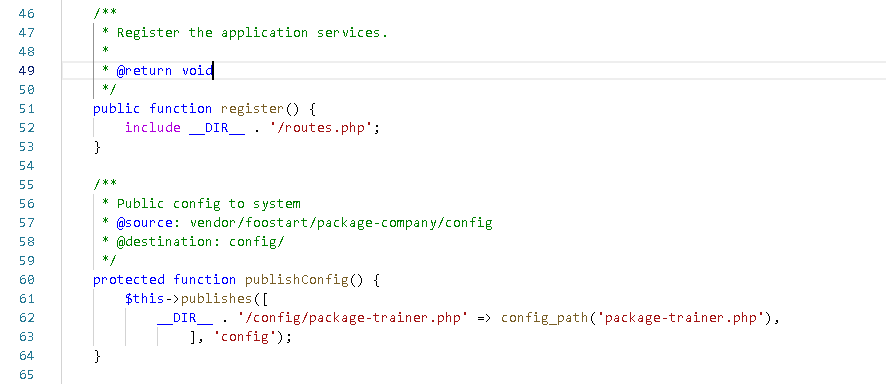 46 /**
47 * Register the application services.
48 *
49 * @return void
50 */
51 public function register() {
52 include __DIR__ . '/routes.php';
53 }
54
55 /**
56 * Public config to system
57 * @source: vendor/foostart/package-company/config
58 * @destination: config/
59 */
60 protected function publishConfig() {
61 $this->publishes([
62 __DIR__ . '/config/package-trainer.php' => config_path('package-trainer.php'),
63 ], 'config');
64 }
65